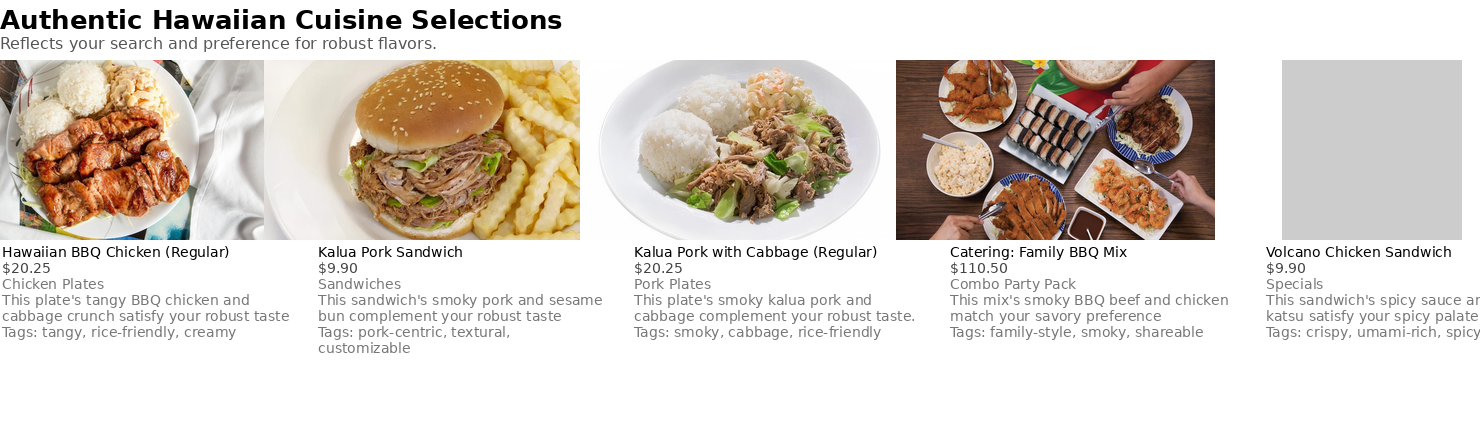 Authentic Hawaiian Cuisine Selections
Reflects your search and preference for robust flavors.
Hawaiian BBQ Chicken (Regular)
$20.25
Chicken Plates
This plate's tangy BBQ chicken and
cabbage crunch satisfy your robust taste
Tags: tangy, rice-friendly, creamy
Kalua Pork Sandwich
$9.90
Sandwiches
This sandwich's smoky pork and sesame
bun complement your robust taste
Tags: pork-centric, textural,
customizable
Kalua Pork with Cabbage (Regular)
$20.25
Pork Plates
This plate's smoky kalua pork and
cabbage complement your robust taste.
Tags: smoky, cabbage, rice-friendly
Catering: Family BBQ Mix
$110.50
Combo Party Pack
This mix's smoky BBQ beef and chicken
match your savory preference
Tags: family-style, smoky, shareable
Volcano Chicken Sandwich
$9.90
Specials
This sandwich's spicy sauce
katsu satisfy your spicy palate
Tags: crispy, umami-rich, spicy